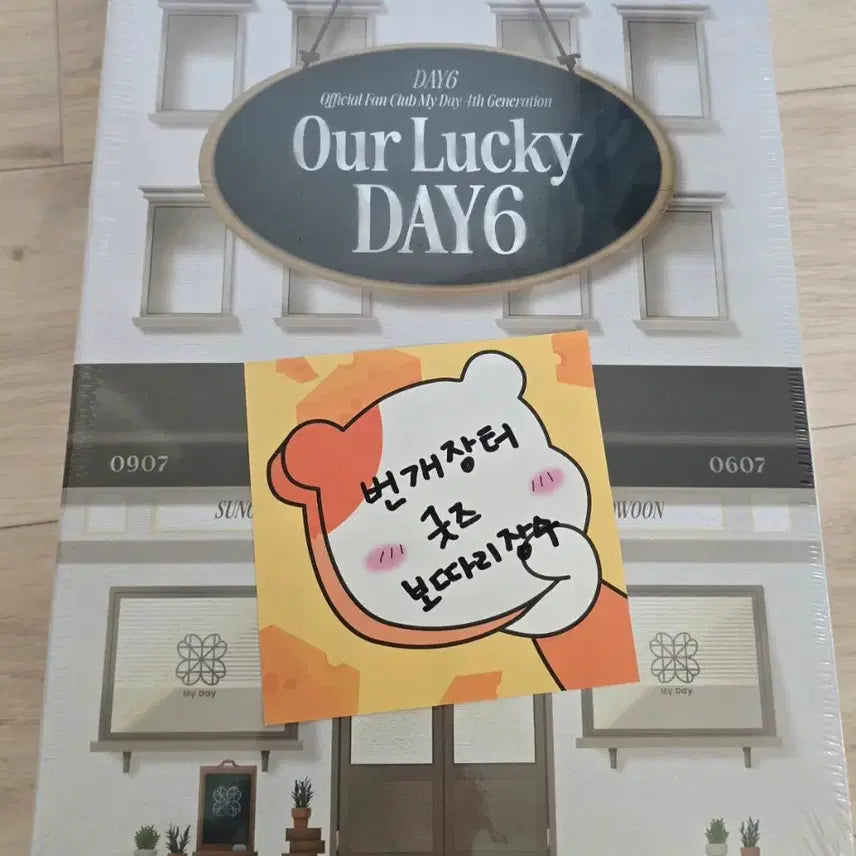 DAY6
Official Fan Club My Day 4th Generation
Our Lucky
DAY6
번개장터
굿즈
보따리장수
0907
0607
My Day
My Day